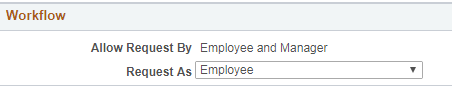 Workflow
Allow Request By Employee and Manager
Request As Employee